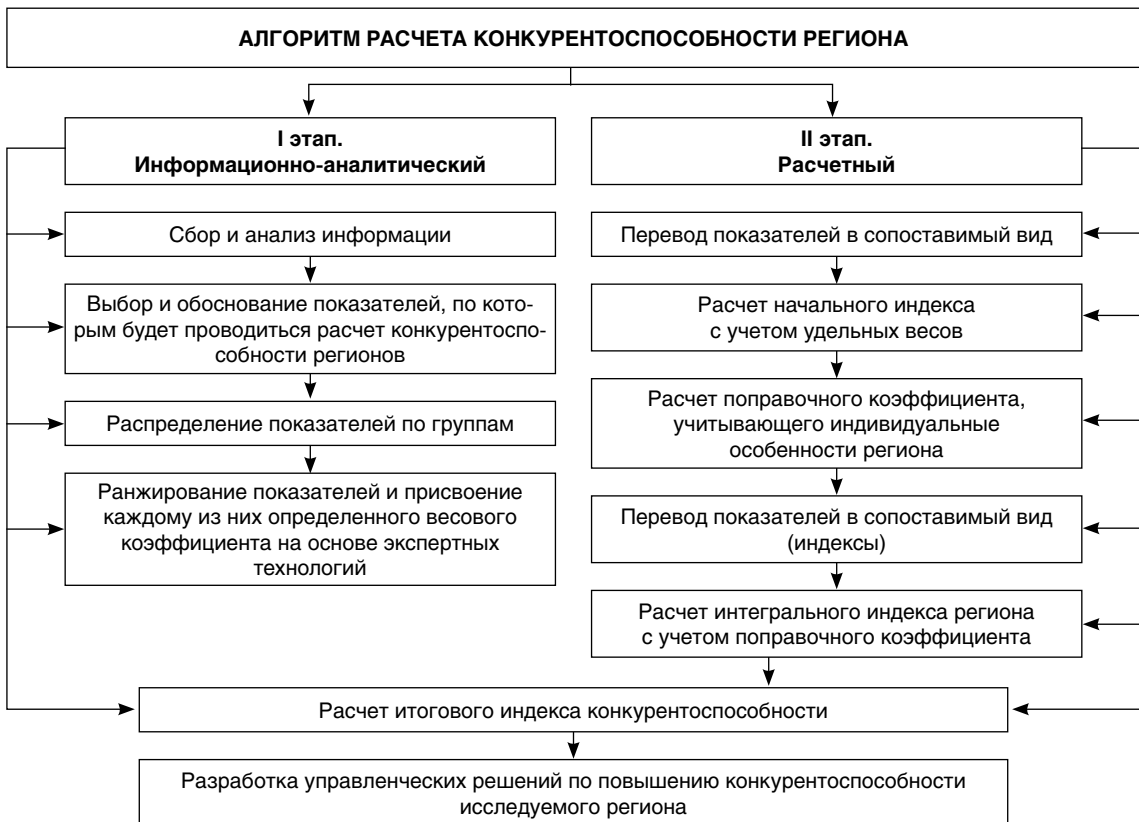 АЛГОРИТМ РАСЧЕТА КОНКУРЕНТОСПОСОБНОСТИ РЕГИОНА
I этап.
Информационно-аналитический
Сбор и анализ информации
Выбор и обоснование показателей, по кото-
рым будет проводиться расчет конкурентоспо-
собности регионов
Распределение показателей по группам
Ранжирование показателей и присвоение
каждому из них определенного весового
коэффициента на основе экспертных
технологий
II этап.
Расчетный
Перевод показателей в сопоставимый вид
Расчет начального индекса
с учетом удельных весов
Расчет поправочного коэффициента,
учитывающего индивидуальные
особенности региона
Перевод показателей в сопоставимый вид
(индексы)
Расчет интегрального индекса региона
с учетом поправочного коэффициента
Расчет итогового индекса конкурентоспособности
Разработка управленческих решений по повышению конкурентоспособности
исследуемого региона